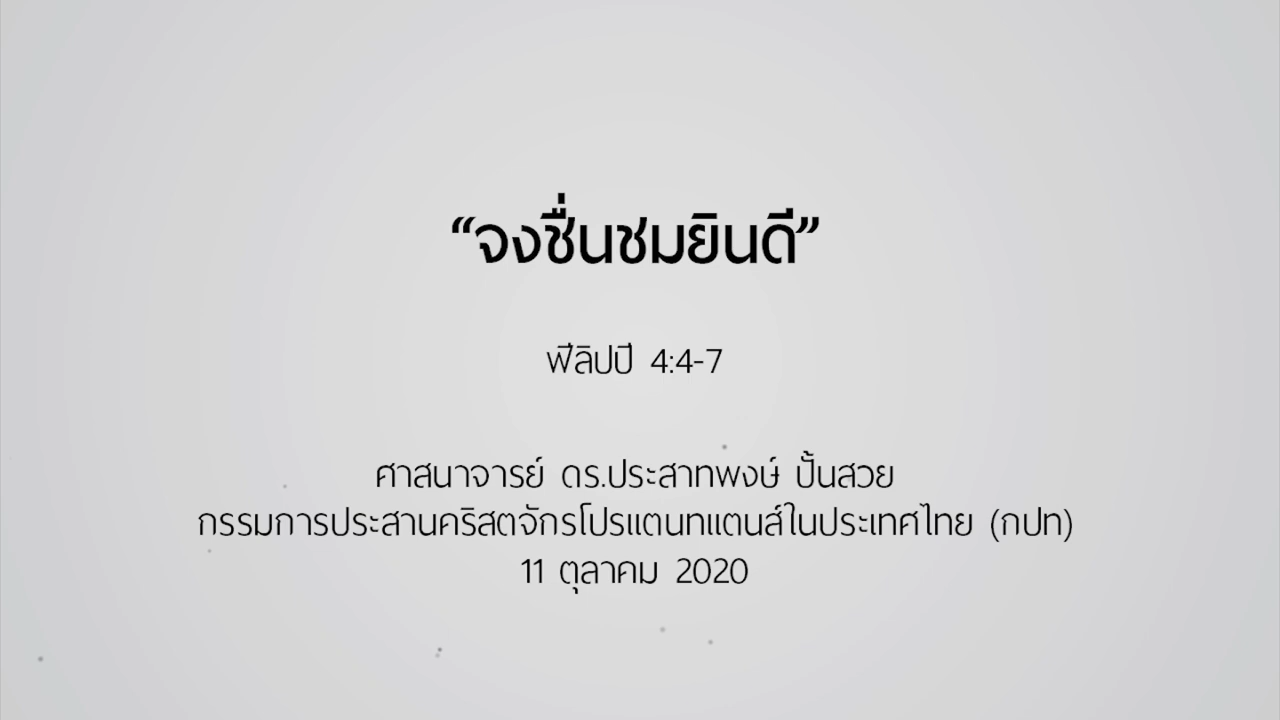 “จงชื่นชมยินดี”
ฟีลิปปี 4:4-7
ศาสนาจารย์ ดร.ประสาทพงษ์ ปั้นสวย
กรรมการประสานคริสตจักรโปรแตนทแตนส์ในประเทศไทย (กปท)
11 ตุลาคม 2020